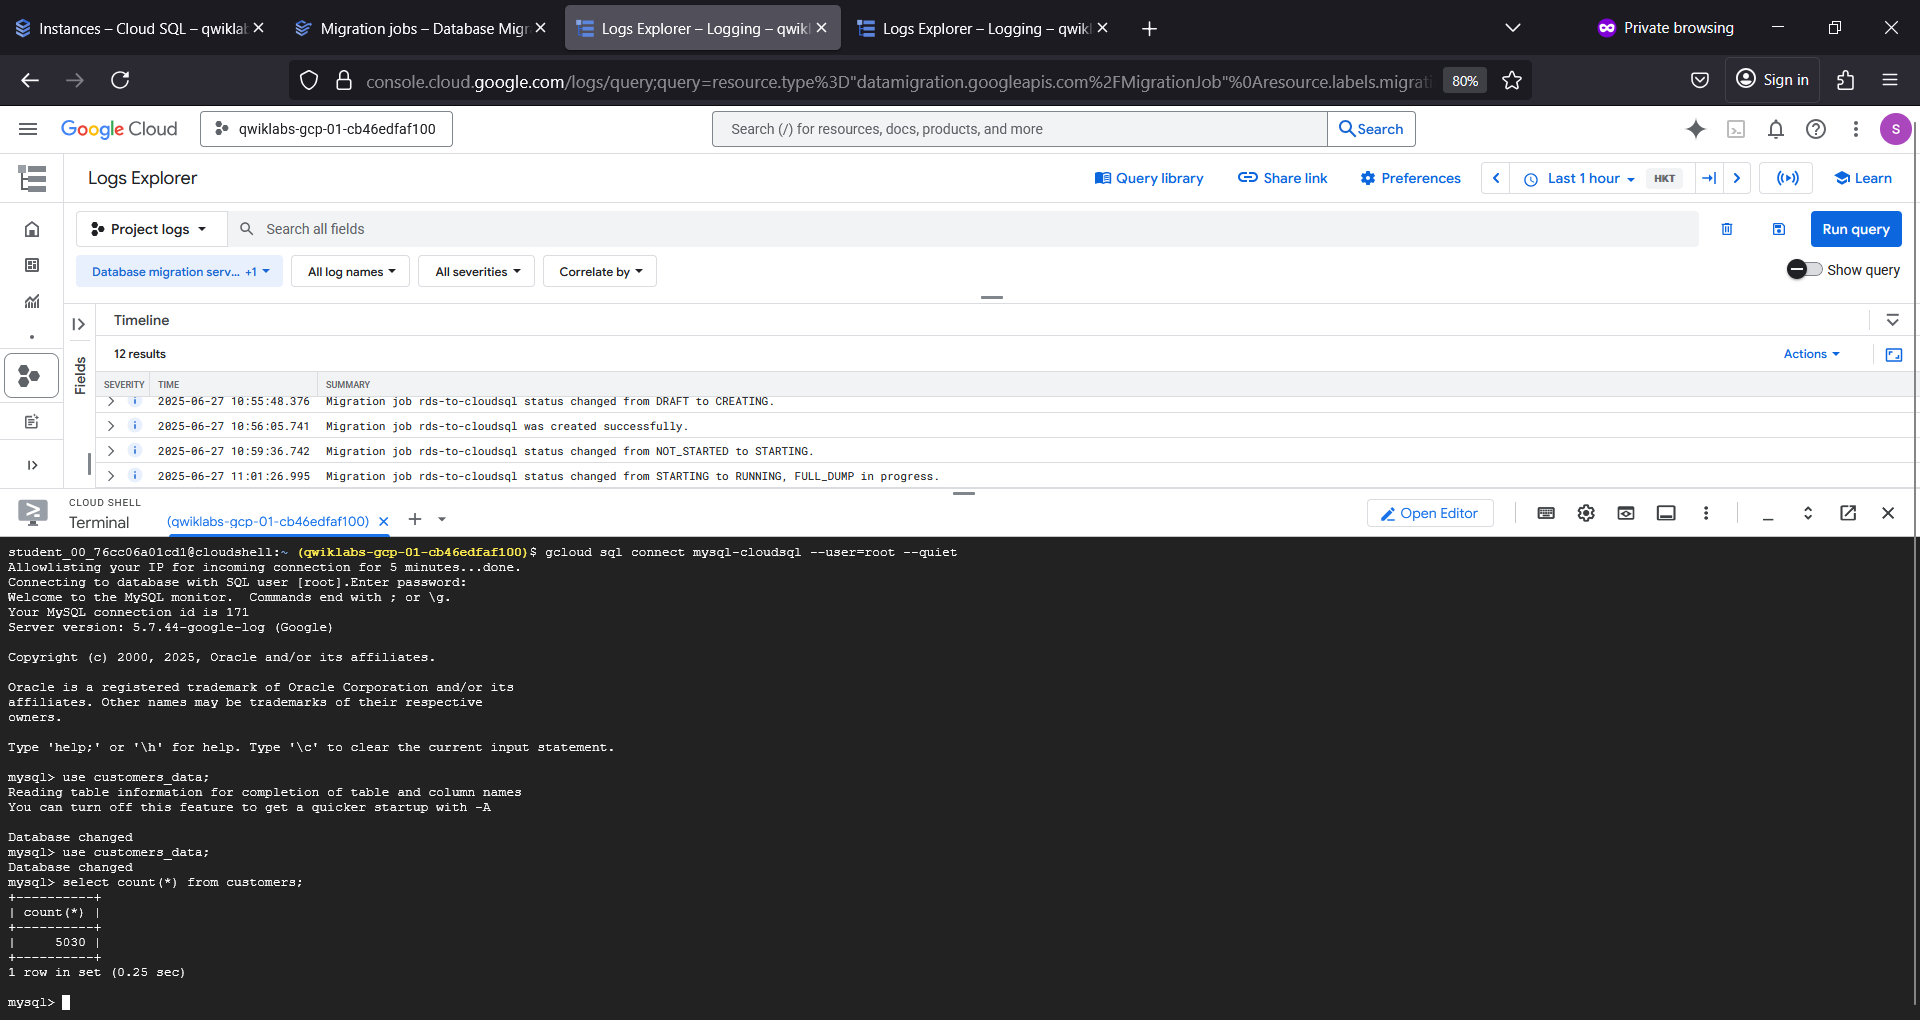 Instances – Cloud SQL – qwiklab
Migration jobs – Database Migr
Logs Explorer – Logging – qwikl
Logs Explorer – Logging – qwikl
Private browsing
console.cloud.google.com/logs/query;query=resource.type%3D"datamigration.googleapis.com%2FMigrationJob"%0Aresource.labels.migrati
80%
Sign in
Google Cloud
qwiklabs-gcp-01-cb46edfaf100
Search (/) for resources, docs, products, and more
Search
S
Logs Explorer
Query library
Share link
Preferences
Last 1 hour
HKT
Learn
Project logs
Search all fields
Run query
Database migration serv... +1
All log names
All severities
Correlate by
Show query
Timeline
Fields
12 results
Actions
SEVERITY TIME SUMMARY
2025-06-27 10:55:48.376 Migration job rds-to-cloudsql status changed from DRAFT to CREATING.
2025-06-27 10:56:05.741 Migration job rds-to-cloudsql was created successfully.
2025-06-27 10:59:36.742 Migration job rds-to-cloudsql status changed from NOT_STARTED to STARTING.
2025-06-27 11:01:26.995 Migration job rds-to-cloudsql status changed from STARTING to RUNNING, FULL_DUMP in progress.
CLOUD SHELL
Terminal
(qwiklabs-gcp-01-cb46edfaf100)
Open Editor
student_00_76cc06a01cd1@cloudshell:~ (qwiklabs-gcp-01-cb46edfaf100)$ gcloud sql connect mysql-cloudsql --user=root --quiet
Allowlisting your IP for incoming connection for 5 minutes...done.
Connecting to database with SQL user [root].Enter password:
Welcome to the MySQL monitor.  Commands end with ; or \g.
Your MySQL connection id is 171
Server version: 5.7.44-google-log (Google)
Copyright (c) 2000, 2025, Oracle and/or its affiliates.
Oracle is a registered trademark of Oracle Corporation and/or its
affiliates. Other names may be trademarks of their respective
owners.
Type 'help;' or '\h' for help. Type '\c' to clear the current input statement.
mysql> use customers_data;
Reading table information for completion of table and column names
You can turn off this feature to get a quicker startup with -A
Database changed
mysql> use customers_data;
Database changed
mysql> select count(*) from customers;
+----------+
| count(*) |
+----------+
|     5030 |
+----------+
1 row in set (0.25 sec)
mysql>